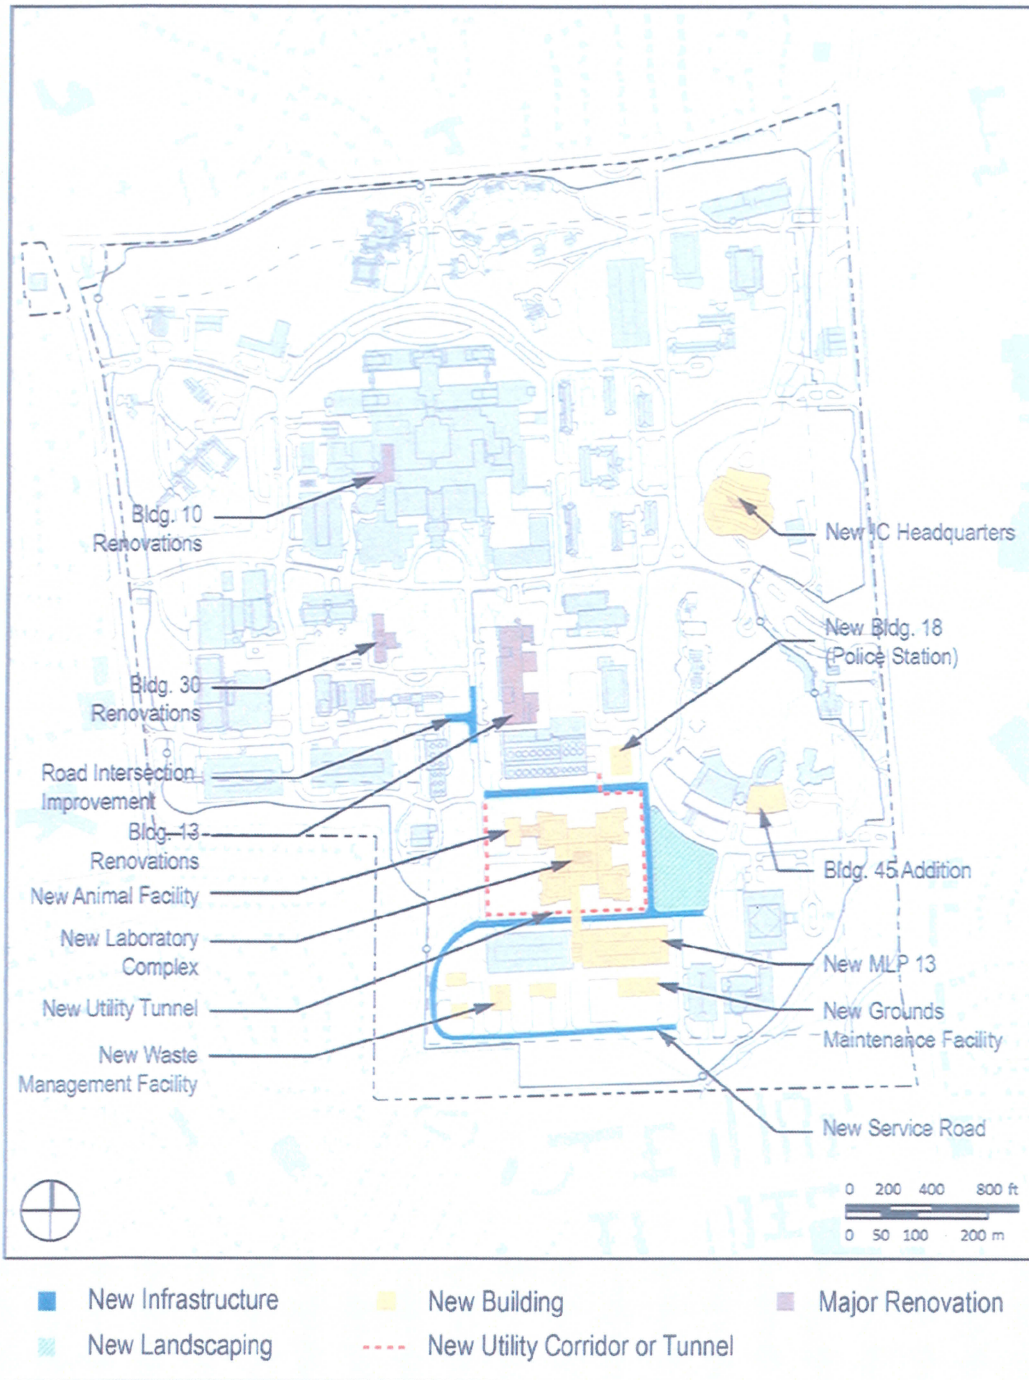 Bldg. 10
Renovations
New IC Headquarters
New Bldg. 18
(Police Station)
Bldg. 30
Renovations
Road Intersection
Improvement
Bldg. 13
Renovations
Bldg. 45 Addition
New Animal Facility
New Laboratory
Complex
New MLP 13
New Utility Tunnel
New Grounds
Maintenance Facility
New Waste
Management Facility
New Service Road
0 200 400 800 ft
0 50 100 200 m
New Infrastructure
New Building
Major Renovation
New Landscaping
New Utility Corridor or Tunnel